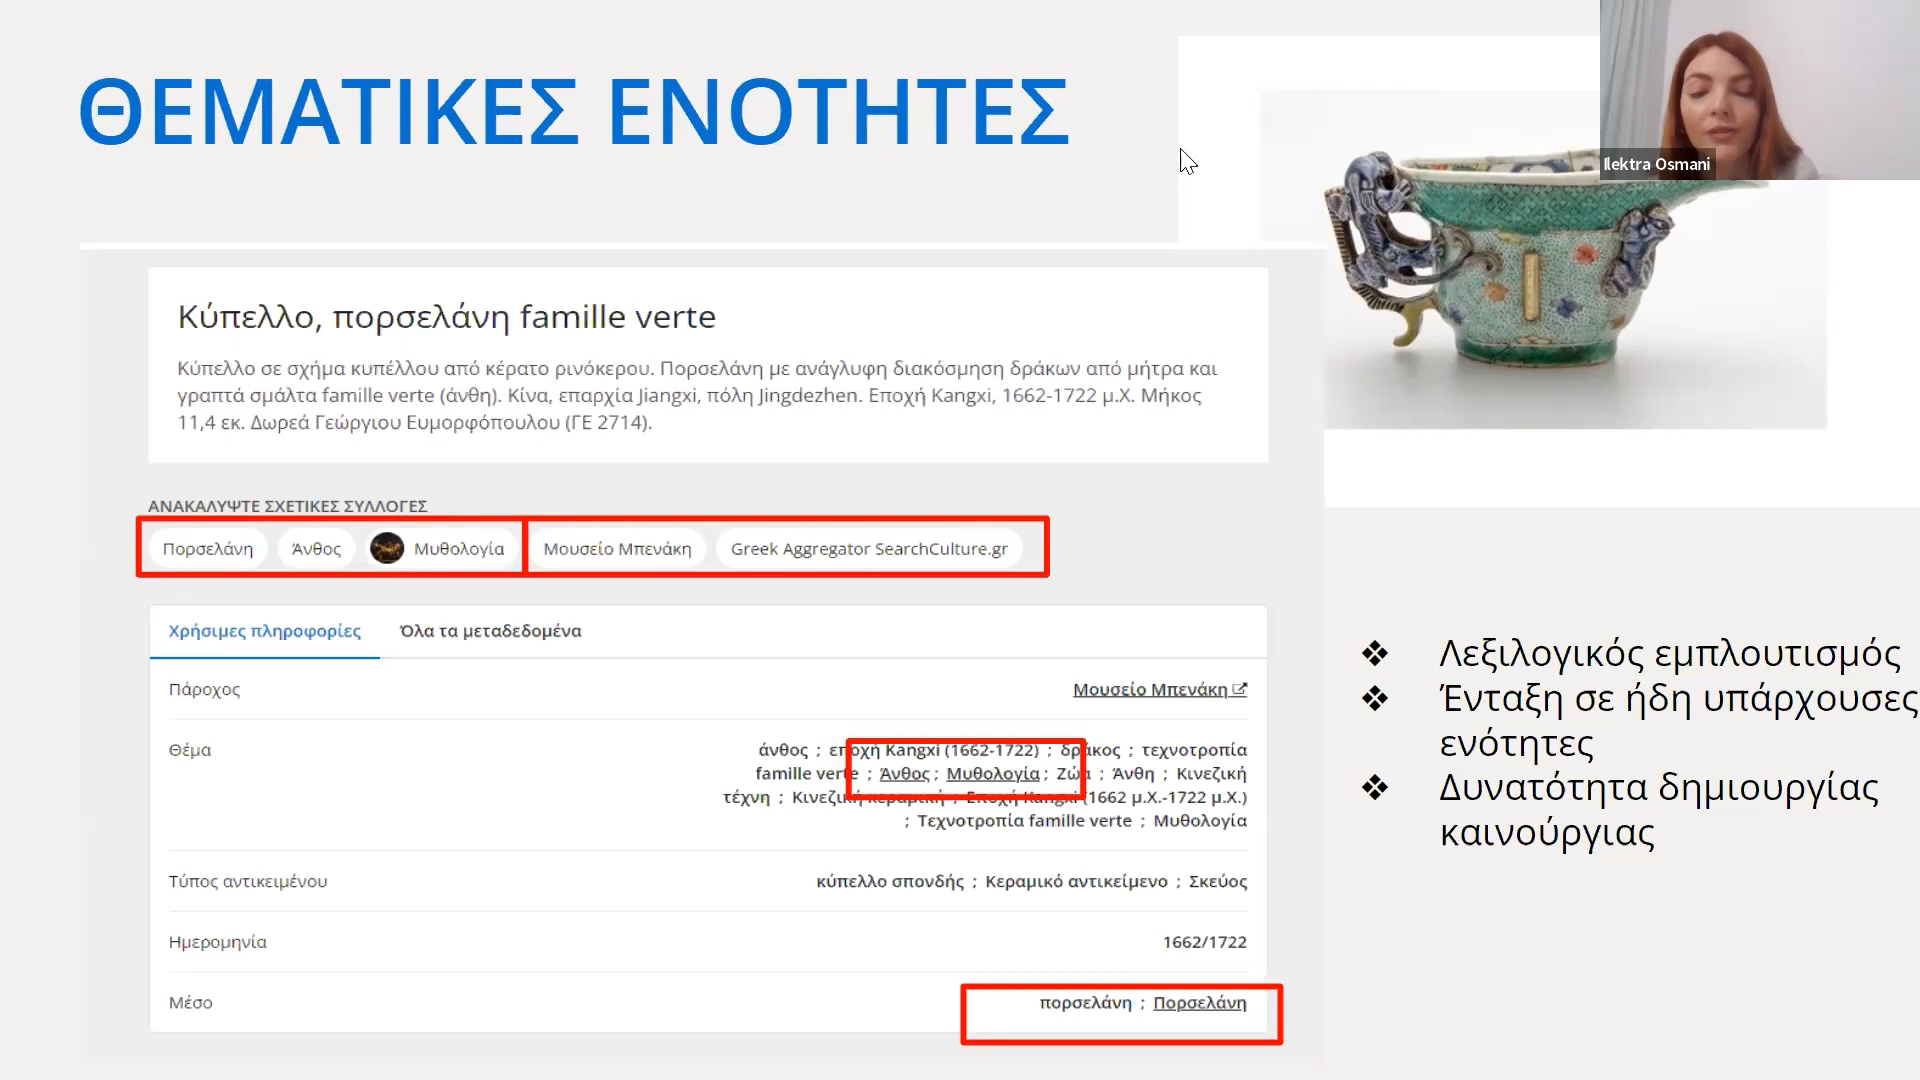 ΘΕΜΑΤΙΚΕΣ ΕΝΟΤΗΤΕΣ
Ilektra Osmani
Κύπελλο, πορσελάνη famille verte
Κύπελλο σε σχήμα κυπέλλου από κέρατο ρινόκερου. Πορσελάνη με ανάγλυφη διακόσμηση δράκων από μήτρα και
γραπτά σμάλτα famille verte (άνθη). Κίνα, επαρχία Jiangxi, πόλη Jingdezhen. Εποχή Kangxi, 1662-1722 μ.Χ. Μήκος
11,4 εκ. Δωρεά Γεώργιου Ευμορφόπουλου (ΓΕ 2714).
ΑΝΑΚΑΛΥΨΤΕ ΣΧΕΤΙΚΕΣ ΣΥΛΛΟΓΕΣ
Πορσελάνη Άνθος Μυθολογία Μουσείο Μπενάκη Greek Aggregator SearchCulture.gr
Χρήσιμες πληροφορίες Όλα τα μεταδεδομένα
Πάροχος Μουσείο Μπενάκη
Θέμα άνθος ; εποχή Kangxi (1662-1722) ; δράκος ; τεχνοτροπία
famille verte ; Άνθος ; Μυθολογία ; Ζώα ; Άνθη ; Κινεζική
τέχνη ; Κινεζική κεραμική ; Εποχή Kangxi (1662 μ.Χ.-1722 μ.Χ.)
; Τεχνοτροπία famille verte ; Μυθολογία
Τύπος αντικειμένου κύπελλο σπονδής ; Κεραμικό αντικείμενο ; Σκεύος
Ημερομηνία 1662/1722
Μέσο πορσελάνη ; Πορσελάνη
❖ Λεξιλογικός εμπλουτισμός
❖ Ένταξη σε ήδη υπάρχουσες
ενότητες
❖ Δυνατότητα δημιουργίας
καινούργιας